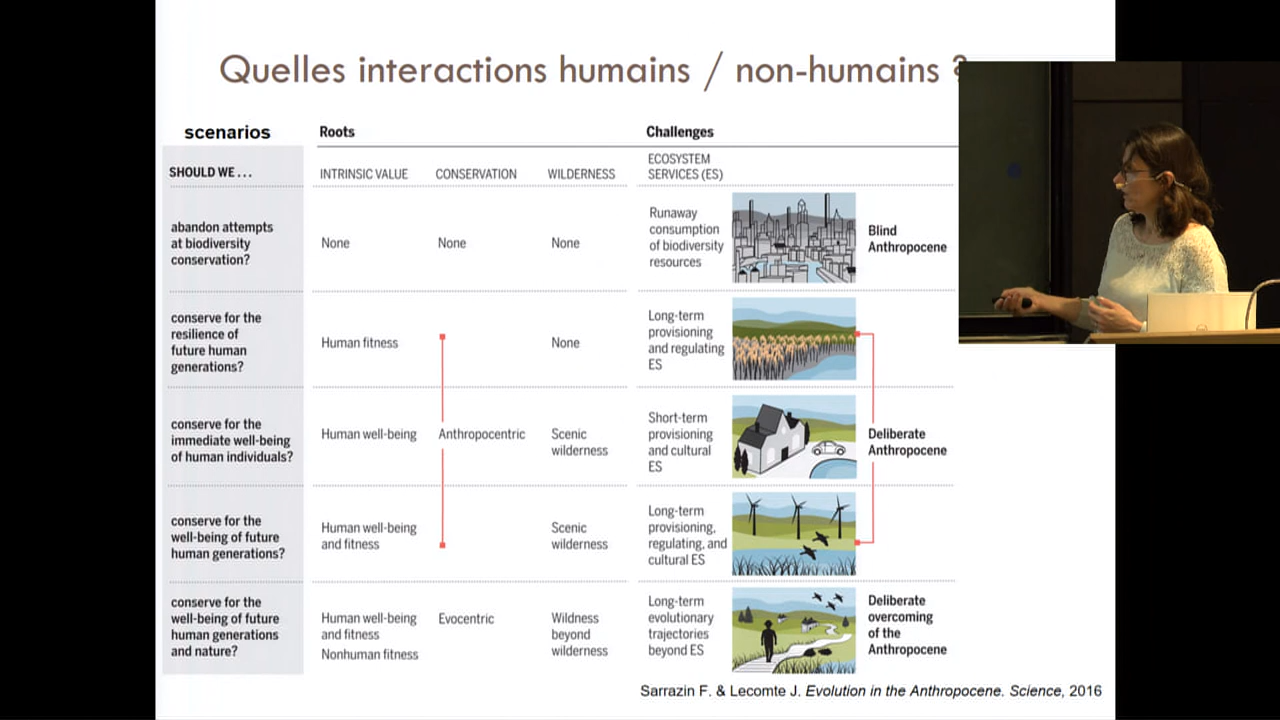 Quelles interactions humains / non-humains ?
scenarios
Roots
Challenges
SHOULD WE ...
INTRINSIC VALUE
CONSERVATION
WILDERNESS
ECOSYSTEM
SERVICES (ES)
abandon attempts
at biodiversity
conservation?
None
None
None
Runaway
consumption
of biodiversity
resources
Blind
Anthropocene
conserve for the
resilience of
future human
generations?
Human fitness
None
Long-term
provisioning
and regulating
ES
conserve for the
immediate well-being
of human individuals?
Human well-being
Anthropocentric
Scenic
wilderness
Short-term
provisioning
and cultural
ES
Deliberate
Anthropocene
conserve for the
well-being of future
human generations?
Human well-being
and fitness
Scenic
wilderness
Long-term
provisioning,
regulating, and
cultural ES
conserve for the
well-being of future
human generations
and nature?
Human well-being
and fitness
Nonhuman fitness
Evocentric
Wildness
beyond
wilderness
Long-term
evolutionary
trajectories
beyond ES
Deliberate
overcoming
of the
Anthropocene
Sarrazin F. & Lecomte J. Evolution in the Anthropocene. Science, 2016